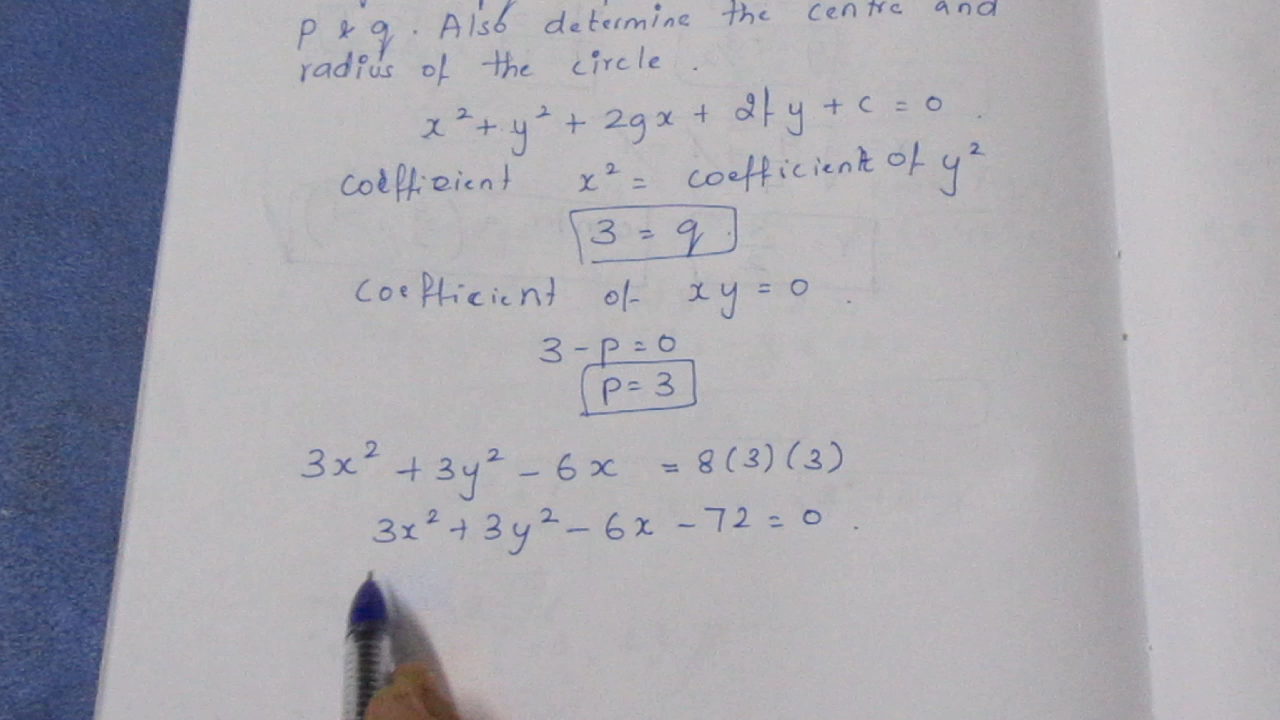 p & q. Also determine the centre and
radius of the circle.
x² + y² + 2gx + 2fy + c = 0.
coefficient x² = coefficient of y²
3 = q
coefficient of xy = 0.
3 - p = 0
p = 3
3x² + 3y² - 6x = 8(3)(3)
3x² + 3y² - 6x - 72 = 0.